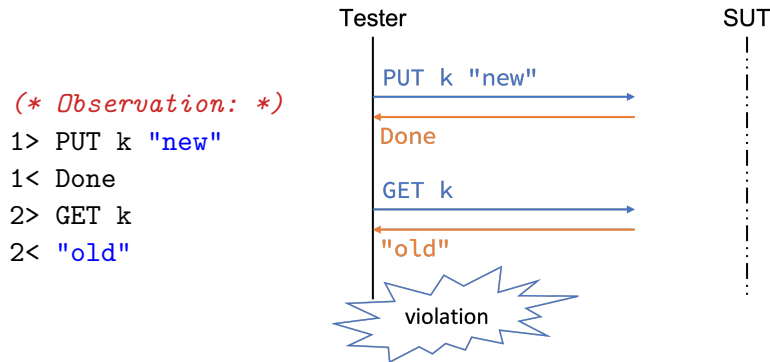 (* Observation: *)
1> PUT k "new"
1< Done
2> GET k
2< "old"
Tester
SUT
PUT k "new"
Done
GET k
"old"
violation